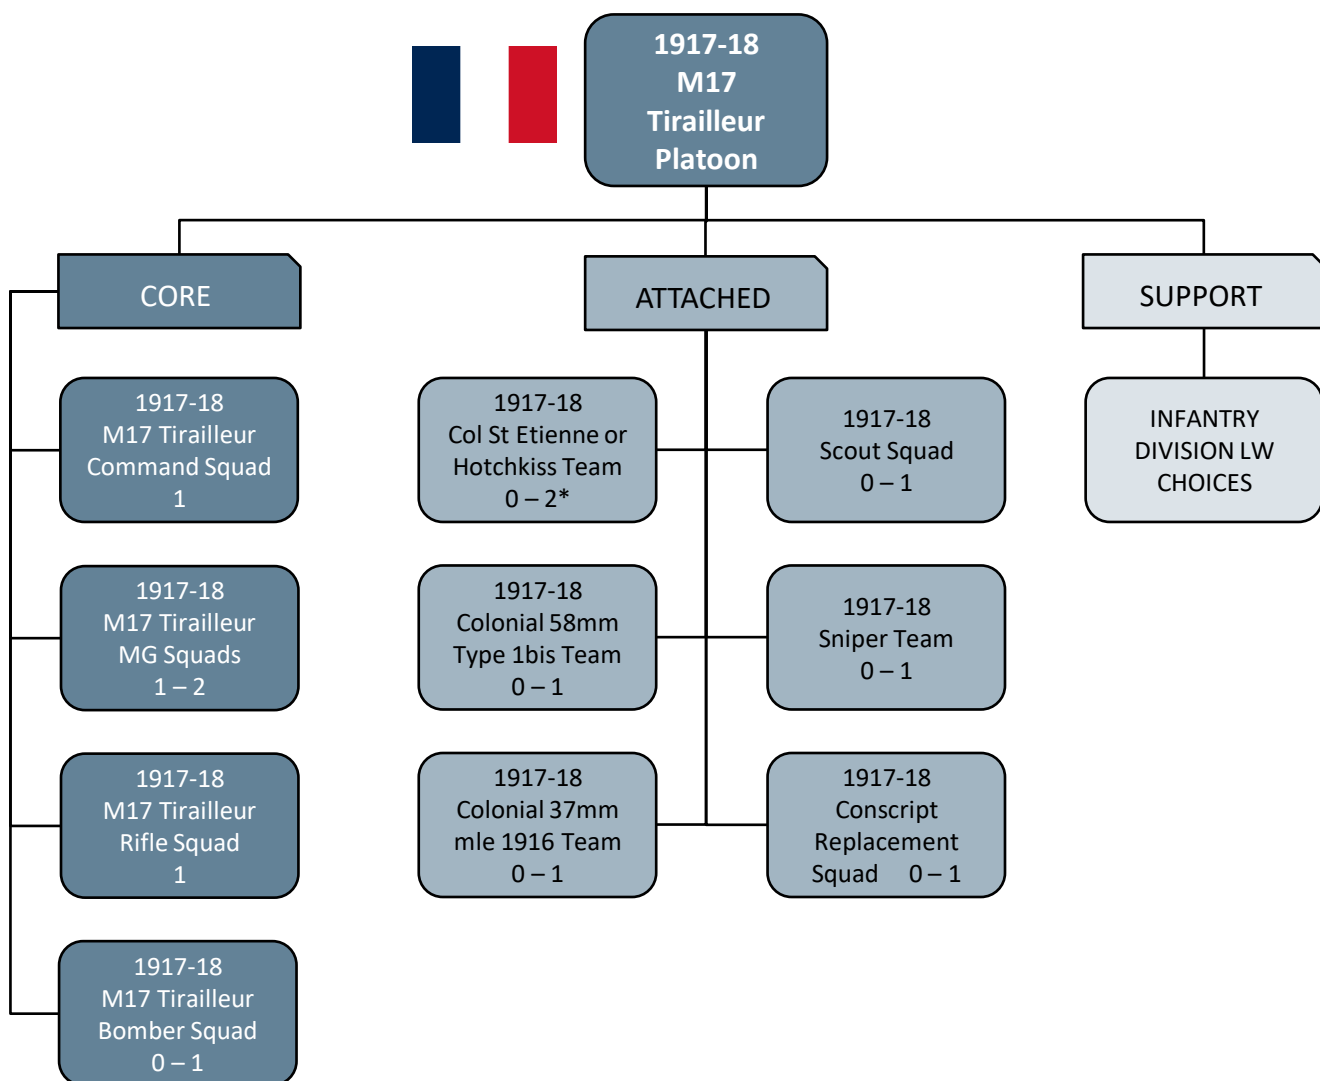 1917-18
M17
Tirailleur
Platoon
CORE
1917-18
M17 Tirailleur
Command Squad
1
1917-18
M17 Tirailleur
MG Squads
1 – 2
1917-18
M17 Tirailleur
Rifle Squad
1
1917-18
M17 Tirailleur
Bomber Squad
0 – 1
ATTACHED
1917-18
Col St Etienne or
Hotchkiss Team
0 – 2*
1917-18
Colonial 58mm
Type 1bis Team
0 – 1
1917-18
Colonial 37mm
mle 1916 Team
0 – 1
1917-18
Scout Squad
0 – 1
1917-18
Sniper Team
0 – 1
1917-18
Conscript
Replacement
Squad 0 – 1
SUPPORT
INFANTRY
DIVISION LW
CHOICES